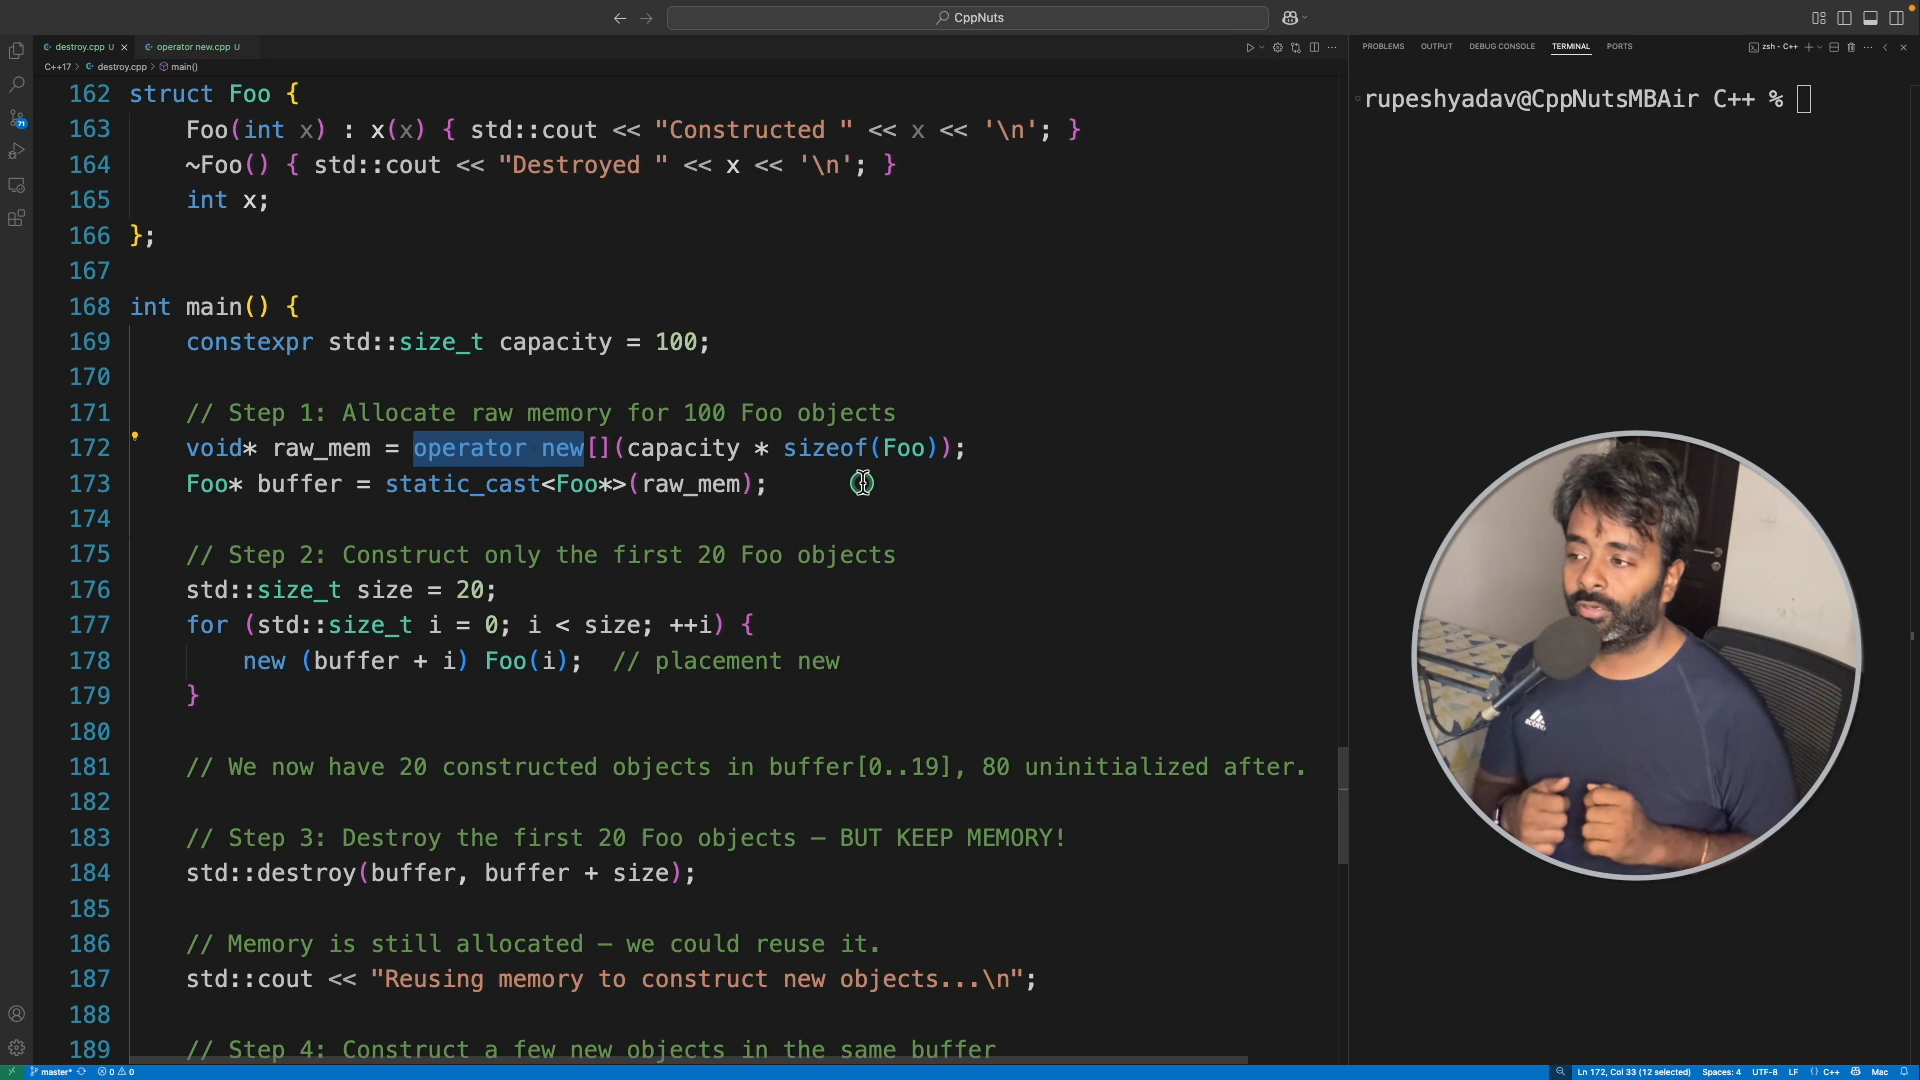 CppNuts
destroy.cpp U
operator new.cpp U
C++17 > destroy.cpp > main()
PROBLEMS OUTPUT DEBUG CONSOLE TERMINAL PORTS
zsh - C++
rupeshyadav@CppNutsMBAir C++ %
71
162 struct Foo {
163 Foo(int x) : x(x) { std::cout << "Constructed " << x << '\n'; }
164 ~Foo() { std::cout << "Destroyed " << x << '\n'; }
165 int x;
166 };
167
168 int main() {
169 constexpr std::size_t capacity = 100;
170
171 // Step 1: Allocate raw memory for 100 Foo objects
172 void* raw_mem = operator new[](capacity * sizeof(Foo));
173 Foo* buffer = static_cast<Foo*>(raw_mem);
174
175 // Step 2: Construct only the first 20 Foo objects
176 std::size_t size = 20;
177 for (std::size_t i = 0; i < size; ++i) {
178 new (buffer + i) Foo(i); // placement new
179 }
180
181 // We now have 20 constructed objects in buffer[0..19], 80 uninitialized after.
182
183 // Step 3: Destroy the first 20 Foo objects — BUT KEEP MEMORY!
184 std::destroy(buffer, buffer + size);
185
186 // Memory is still allocated — we could reuse it.
187 std::cout << "Reusing memory to construct new objects...\n";
188
189 // Step 4: Construct a few new objects in the same buffer
adidas
master* 0 0
Ln 172, Col 33 (12 selected) Spaces: 4 UTF-8 LF {} C++ Mac